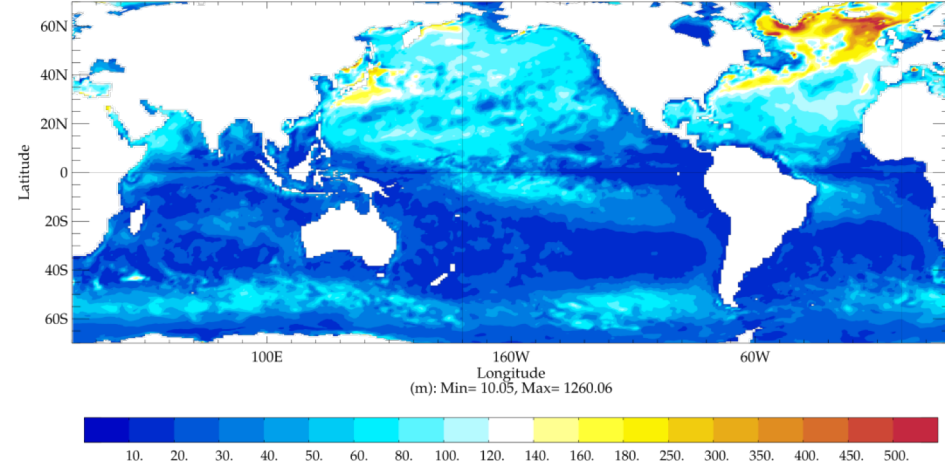 60N
40N
20N
0
20S
40S
60S
Latitude
100E 160W 60W
Longitude
(m): Min= 10.05, Max= 1260.06
10. 20. 30. 40. 50. 60. 80. 100. 120. 140. 160. 180. 250. 300. 350. 400. 450. 500.